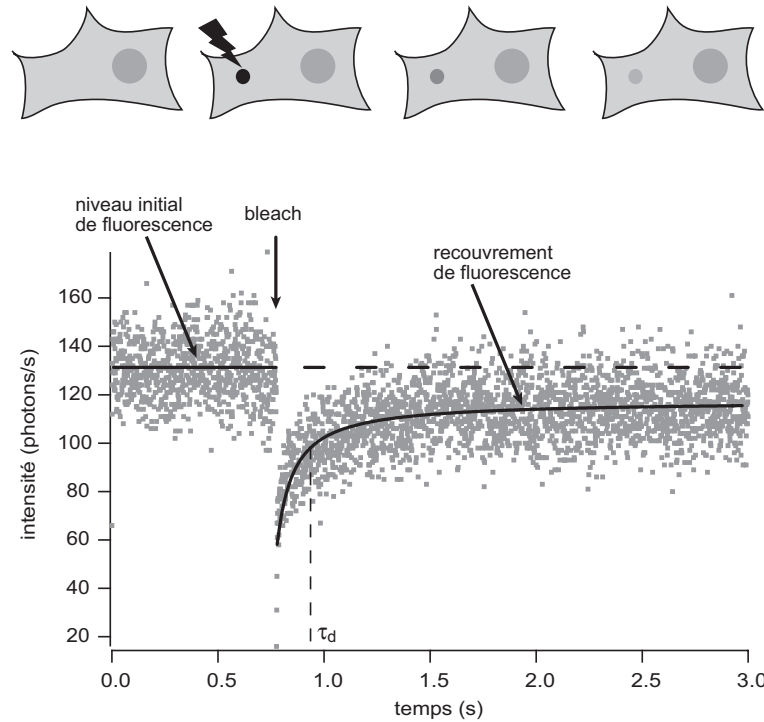 niveau initial
de fluorescence
bleach
recouvrement
de fluorescence
160
140
120
100
80
60
40
20
intensité (photons/s)
τd
0.0 0.5 1.0 1.5 2.0 2.5 3.0
temps (s)